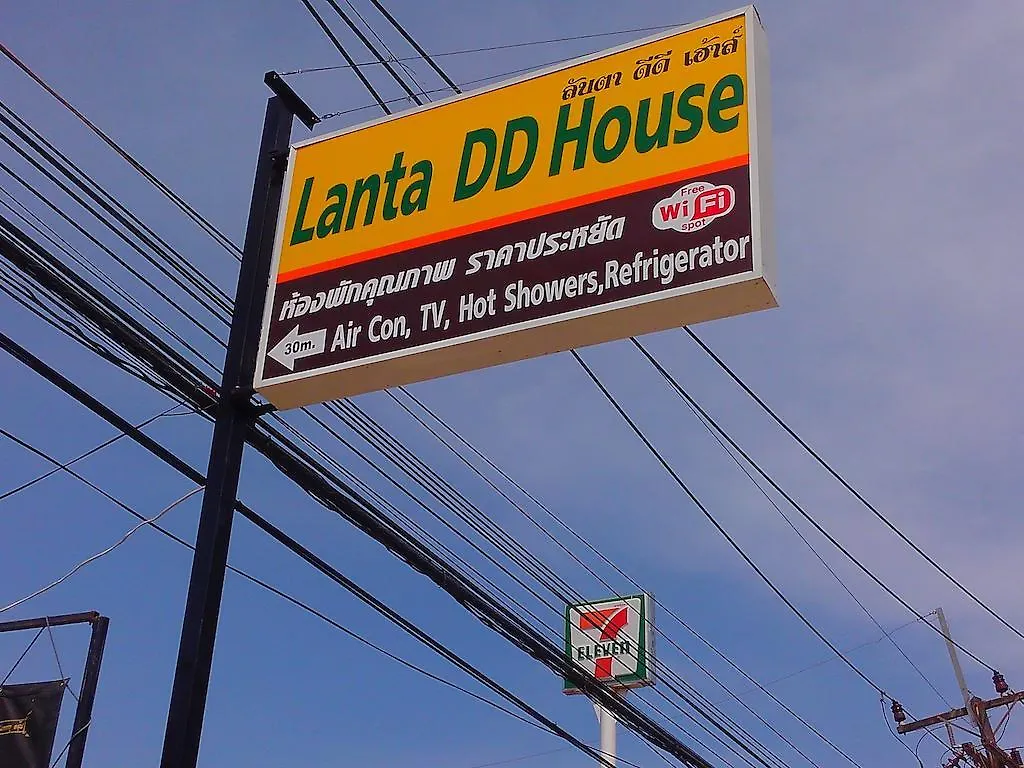 ลันตา ดีดี เฮ้าส์
Lanta DD House
Free
Wi Fi
spot
ห้องพักคุณภาพ ราคาประหยัด
30m.
Air Con, TV, Hot Showers,Refrigerator
7
ELEVEn